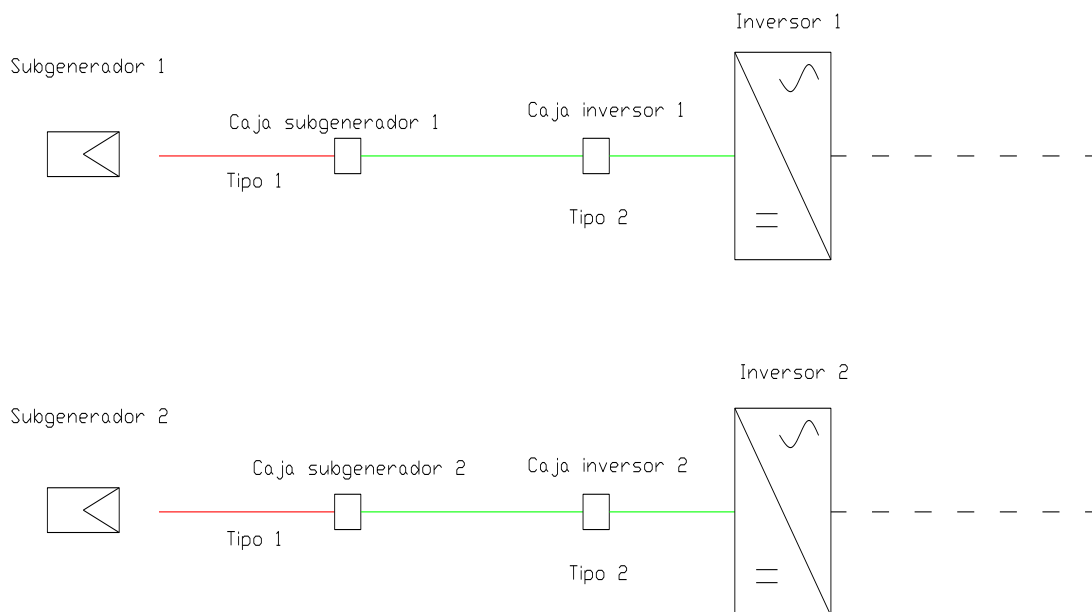 Inversor 1
Subgenerador 1
Caja subgenerador 1
Caja inversor 1
Tipo 1
Tipo 2
Inversor 2
Subgenerador 2
Caja subgenerador 2
Caja inversor 2
Tipo 1
Tipo 2